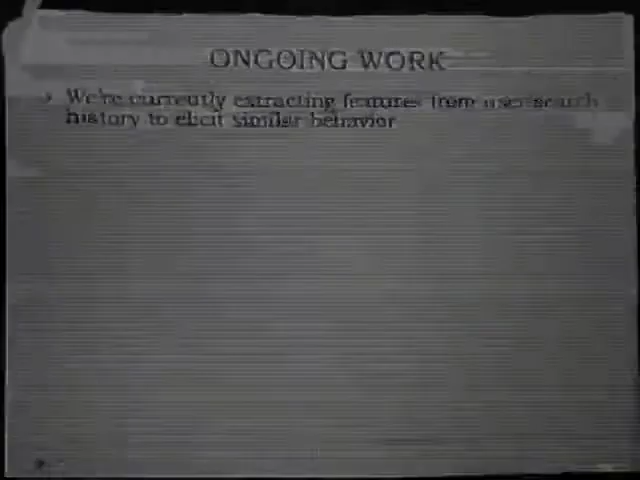 ONGOING WORK
We're currently extracting features from user search
history to elicit similar behavior